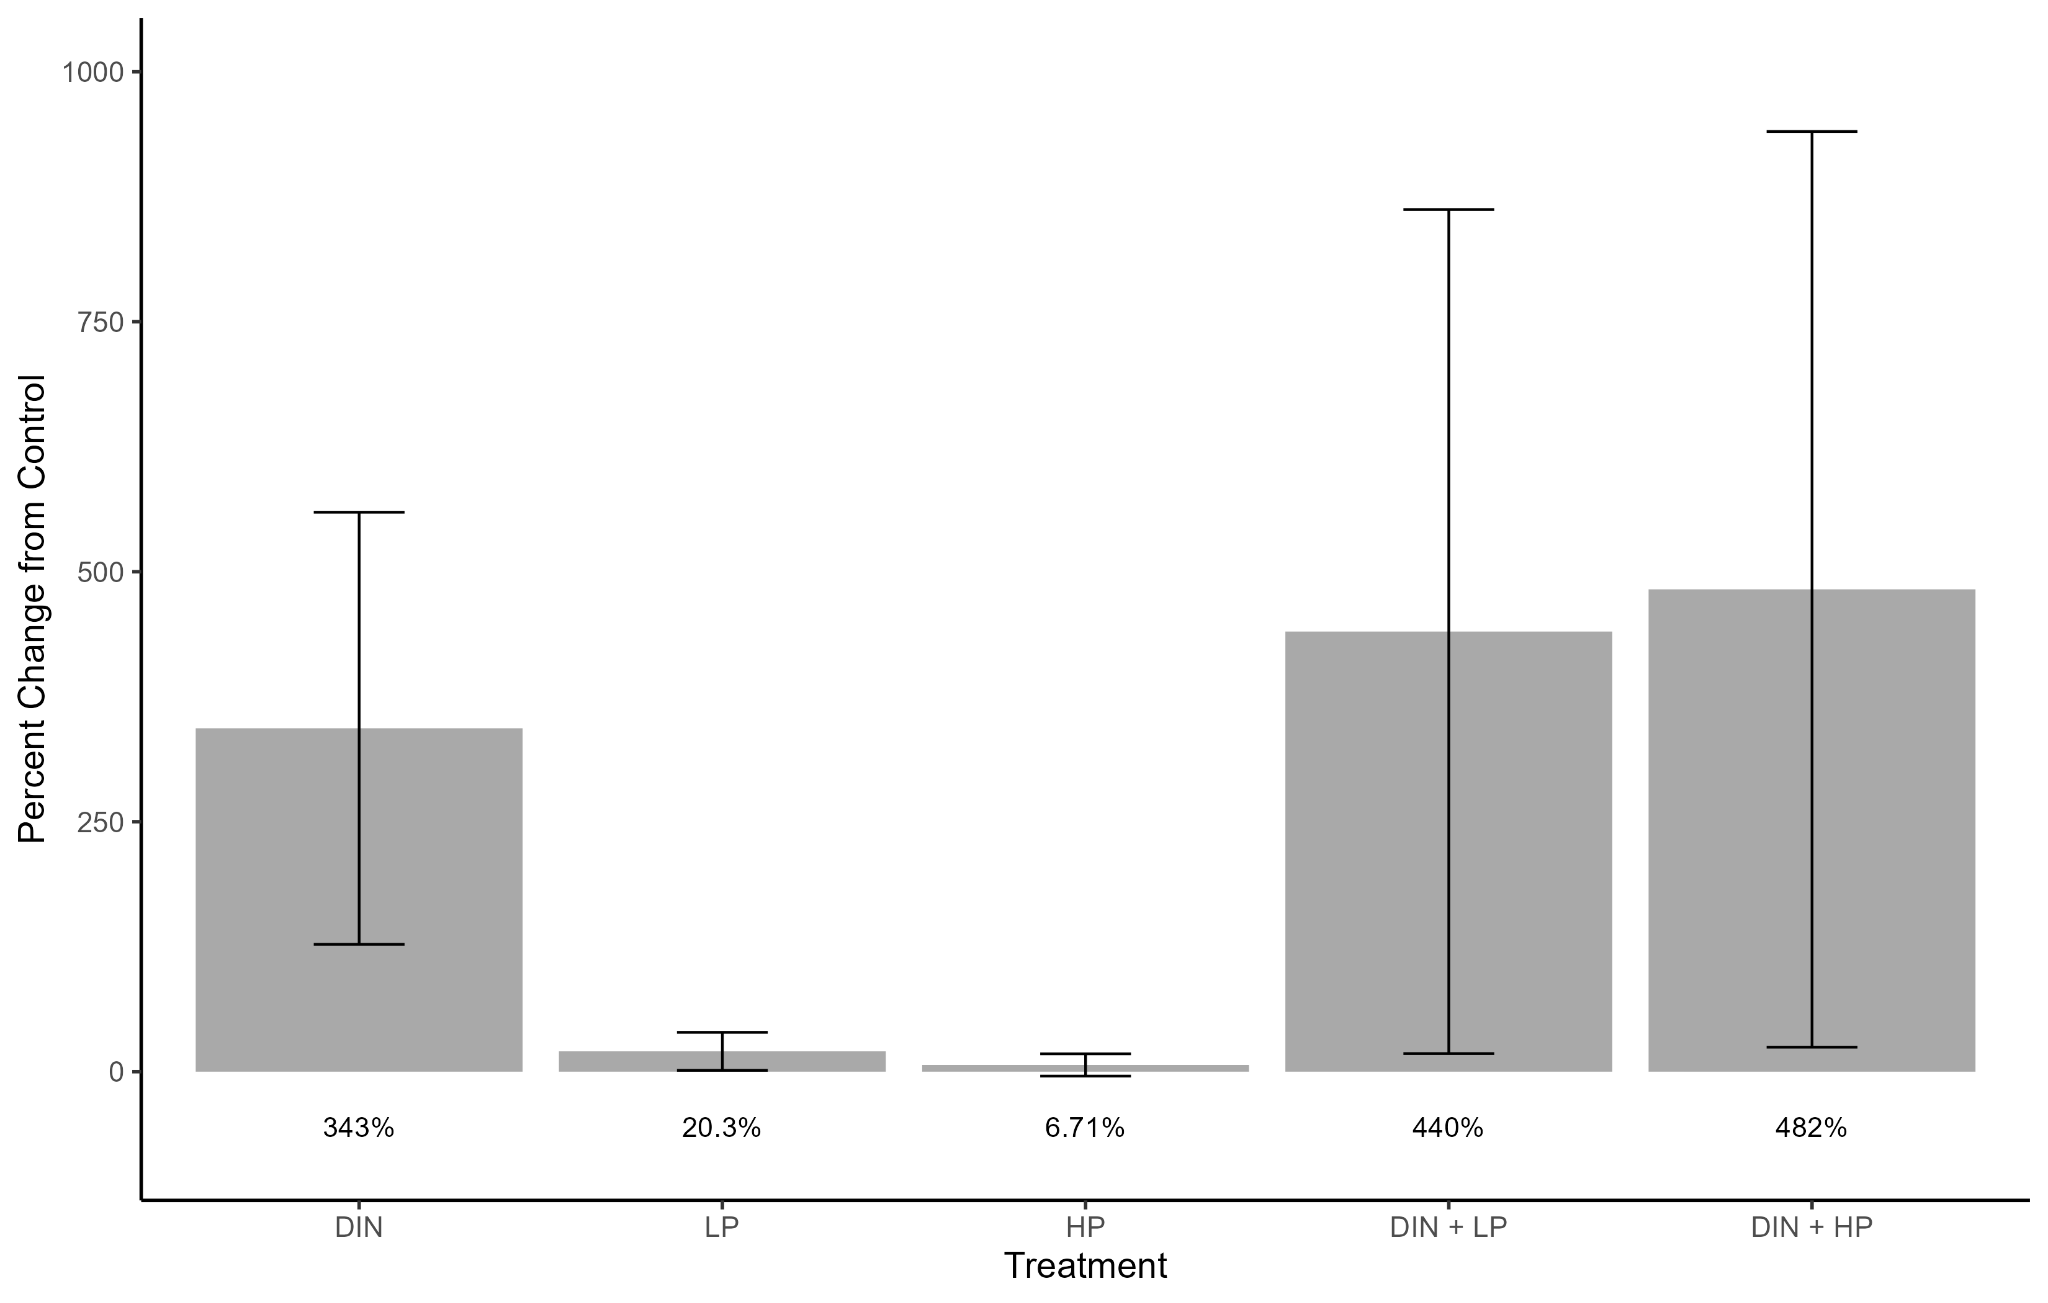 Percent Change from Control
1000
750
500
250
0
343%
20.3%
6.71%
440%
482%
DIN
LP
HP
DIN + LP
DIN + HP
Treatment